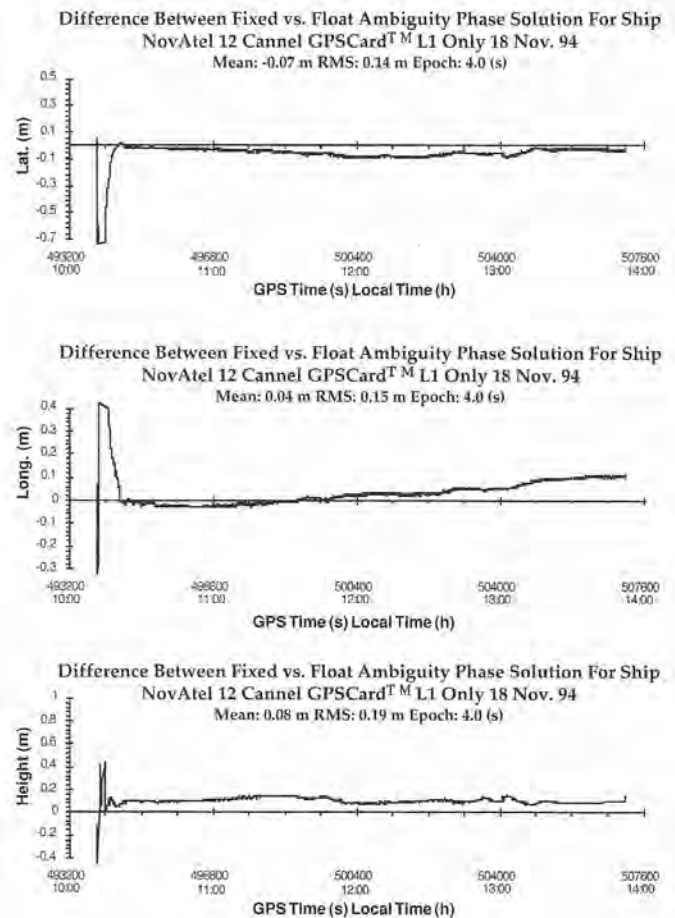 Difference Between Fixed vs. Float Ambiguity Phase Solution For Ship
NovAtel 12 Cannel GPSCard™ L1 Only 18 Nov. 94
Mean: -0.07 m RMS: 0.14 m Epoch: 4.0 (s)
0.5
0.3
0.1
-0.1
-0.3
-0.5
-0.7
Lat. (m)
493200 496800 500400 504000 507600
10:00 11:00 12:00 13:00 14:00
GPS Time (s) Local Time (h)
Difference Between Fixed vs. Float Ambiguity Phase Solution For Ship
NovAtel 12 Cannel GPSCard™ L1 Only 18 Nov. 94
Mean: 0.04 m RMS: 0.15 m Epoch: 4.0 (s)
0.4
0.3
0.2
0.1
0
-0.1
-0.2
-0.3
Long. (m)
493200 496800 500400 504000 507600
10:00 11:00 12:00 13:00 14:00
GPS Time (s) Local Time (h)
Difference Between Fixed vs. Float Ambiguity Phase Solution For Ship
NovAtel 12 Cannel GPSCard™ L1 Only 18 Nov. 94
Mean: 0.08 m RMS: 0.19 m Epoch: 4.0 (s)
1
0.8
0.6
0.4
0.2
0
-0.2
-0.4
Height (m)
493200 496800 500400 504000 507600
10:00 11:00 12:00 13:00 14:00
GPS Time (s) Local Time (h)